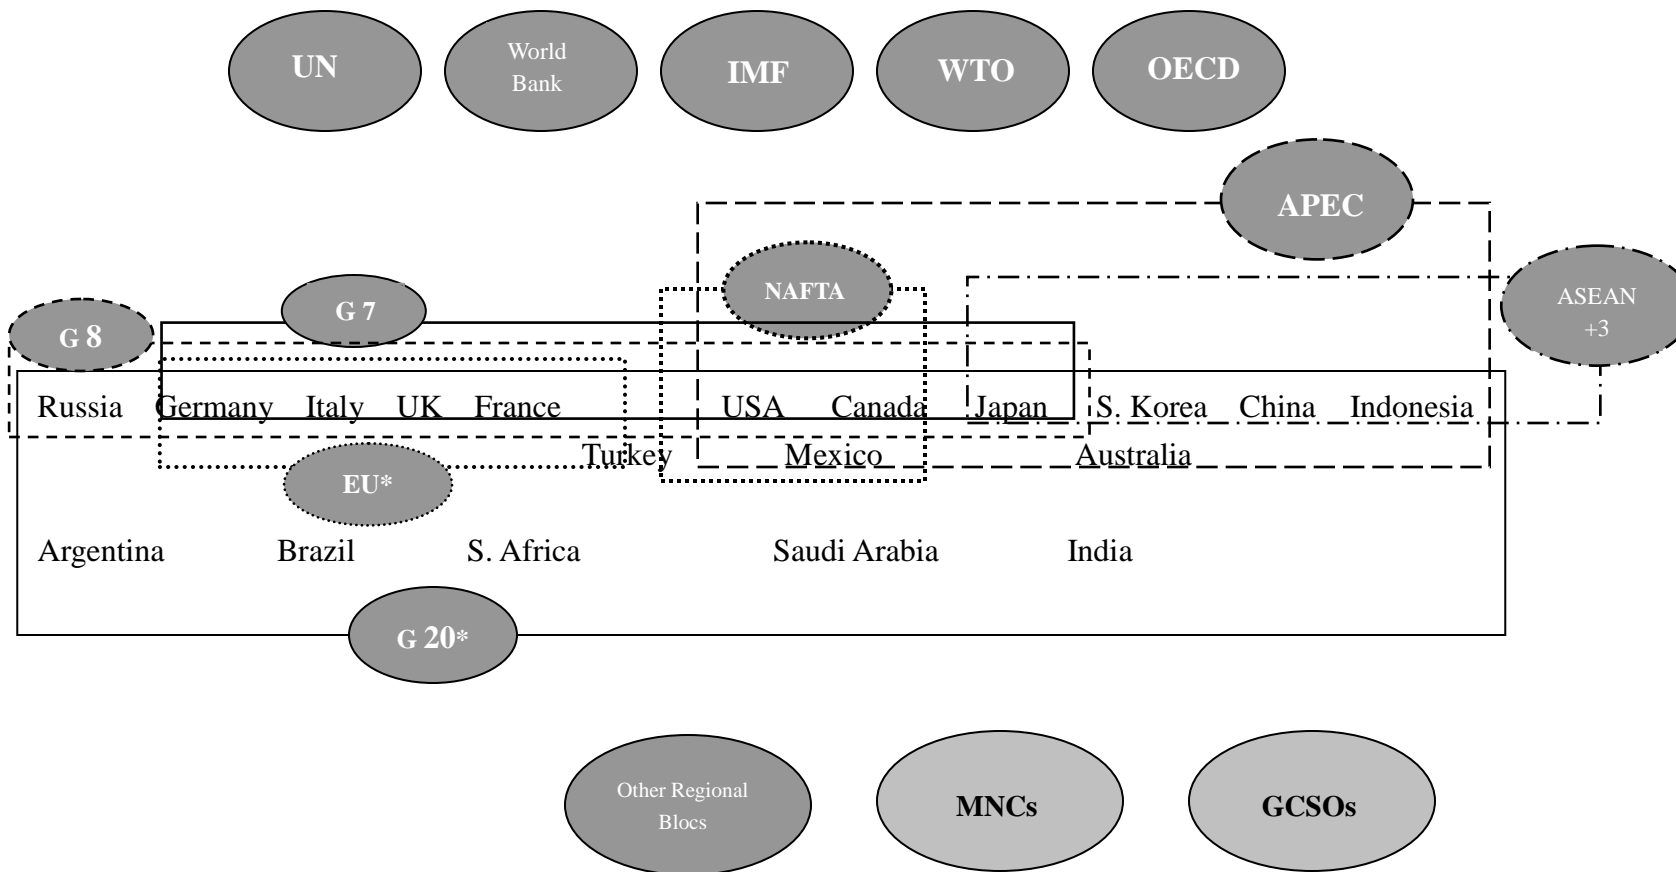 UN
World
Bank
IMF
WTO
OECD
APEC
NAFTA
ASEAN
+3
G 7
G 8
Russia Germany Italy UK France USA Canada Japan S. Korea China Indonesia
Turkey Mexico Australia
EU*
Argentina Brazil S. Africa Saudi Arabia India
G 20*
Other Regional
Blocs
MNCs
GCSOs